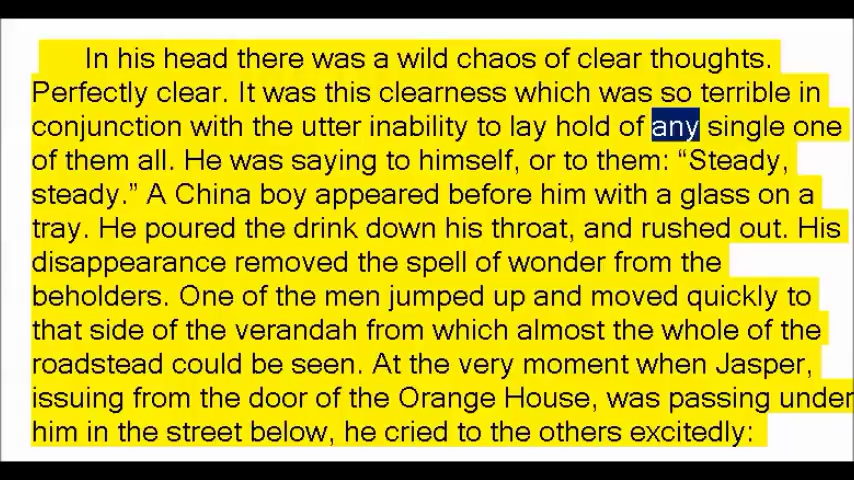 In his head there was a wild chaos of clear thoughts.
Perfectly clear. It was this clearness which was so terrible in
conjunction with the utter inability to lay hold of any single one
of them all. He was saying to himself, or to them: “Steady,
steady.” A China boy appeared before him with a glass on a
tray. He poured the drink down his throat, and rushed out. His
disappearance removed the spell of wonder from the
beholders. One of the men jumped up and moved quickly to
that side of the verandah from which almost the whole of the
roadstead could be seen. At the very moment when Jasper,
issuing from the door of the Orange House, was passing under
him in the street below, he cried to the others excitedly: